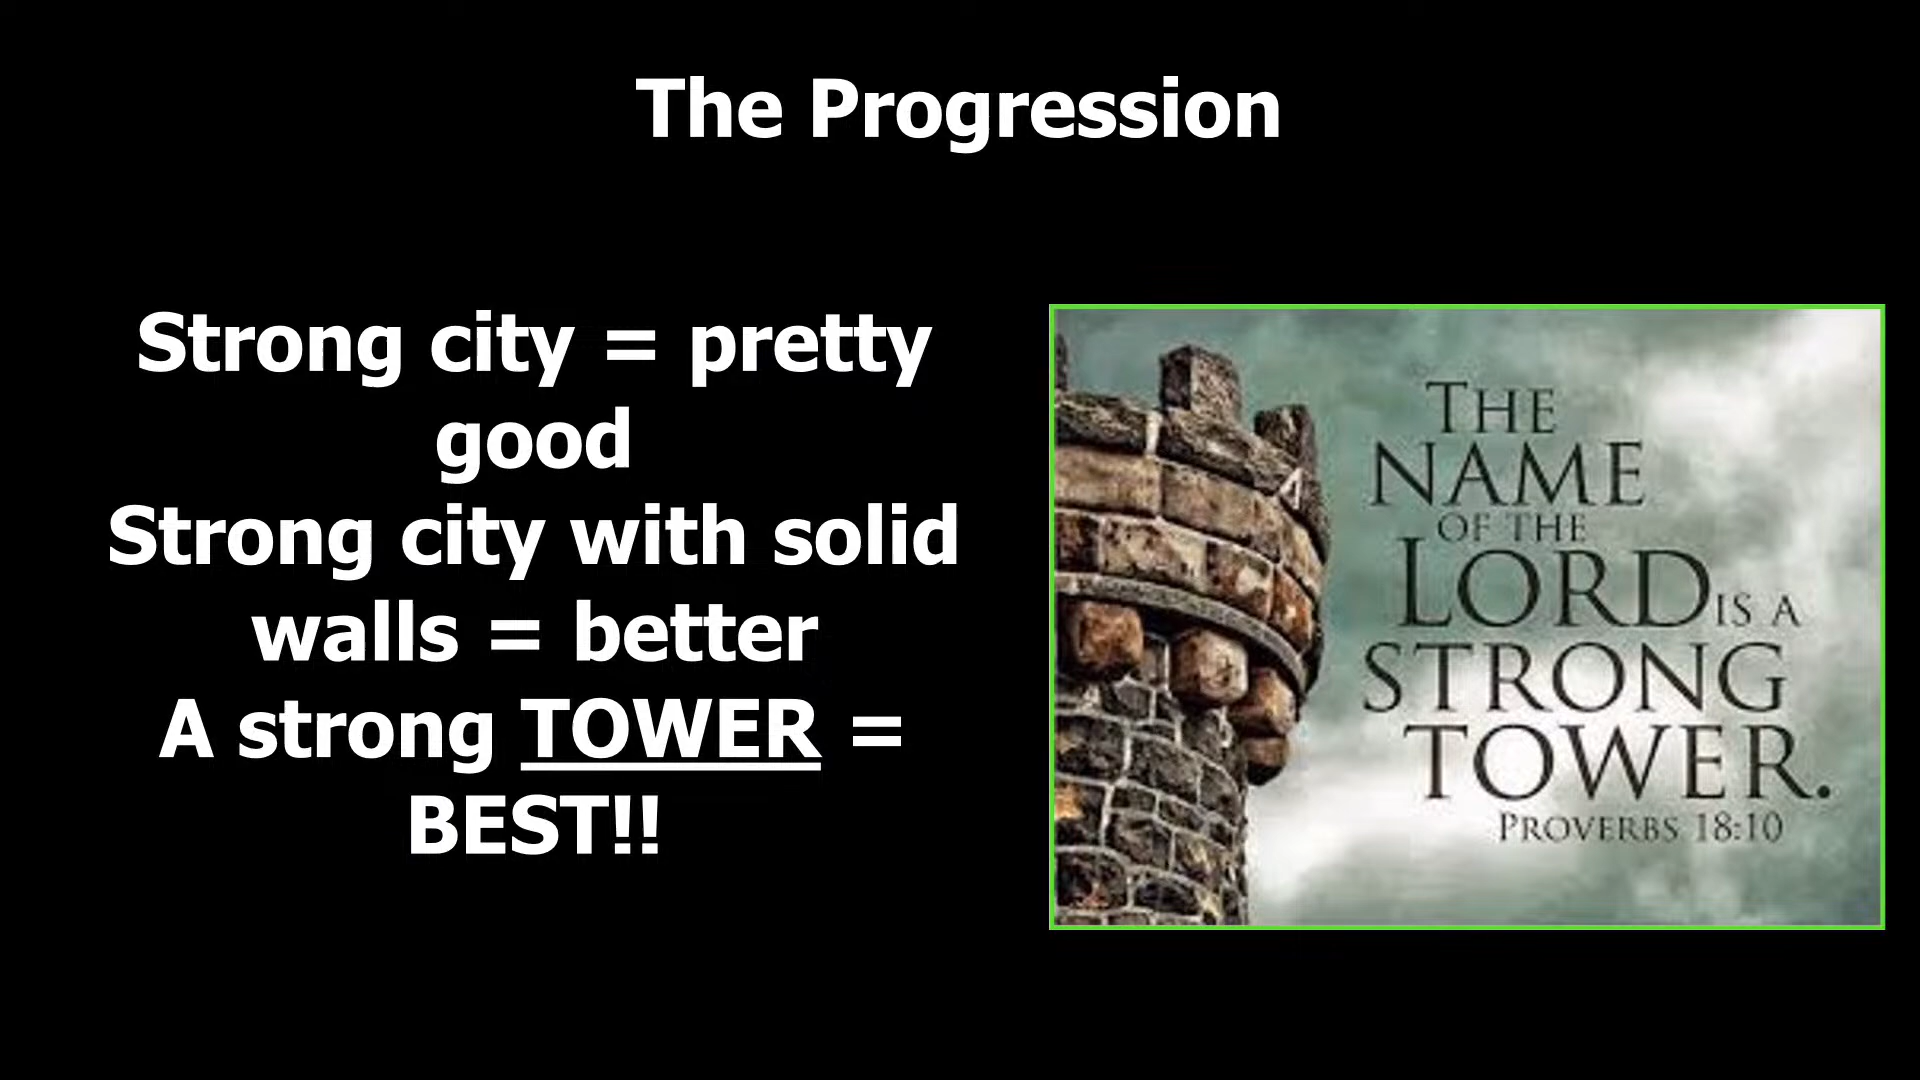 The Progression
Strong city = pretty
good
Strong city with solid
walls = better
A strong TOWER =
BEST!!
THE
NAME
OF THE
LORD IS A
STRONG
TOWER.
PROVERBS 18:10